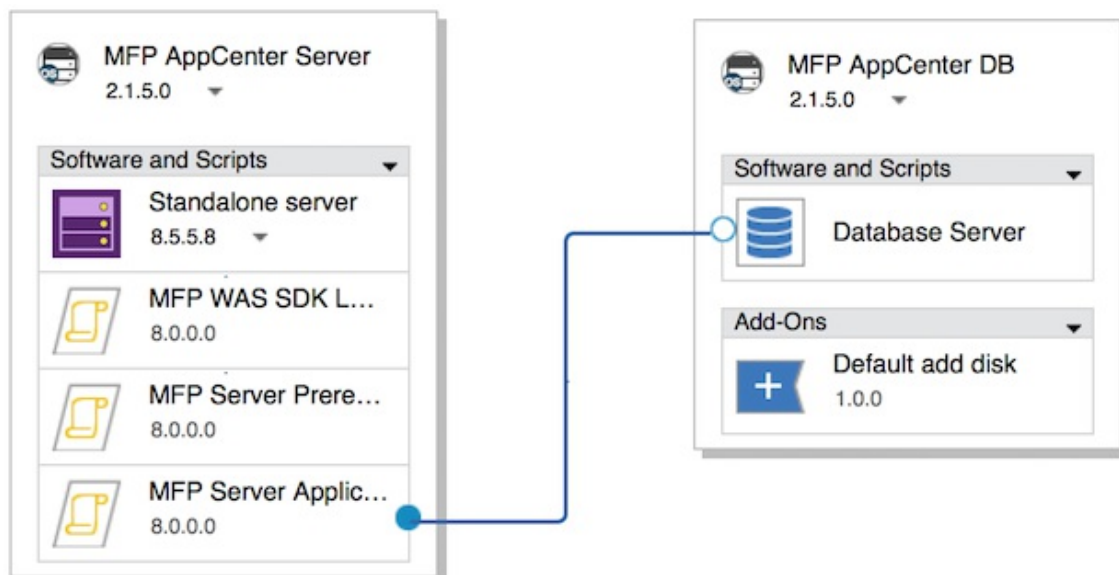 MFP AppCenter Server
2.1.5.0
Software and Scripts
Standalone server
8.5.5.8
MFP WAS SDK L...
8.0.0.0
MFP Server Prere...
8.0.0.0
MFP Server Applic...
8.0.0.0
MFP AppCenter DB
2.1.5.0
Software and Scripts
Database Server
Add-Ons
Default add disk
1.0.0